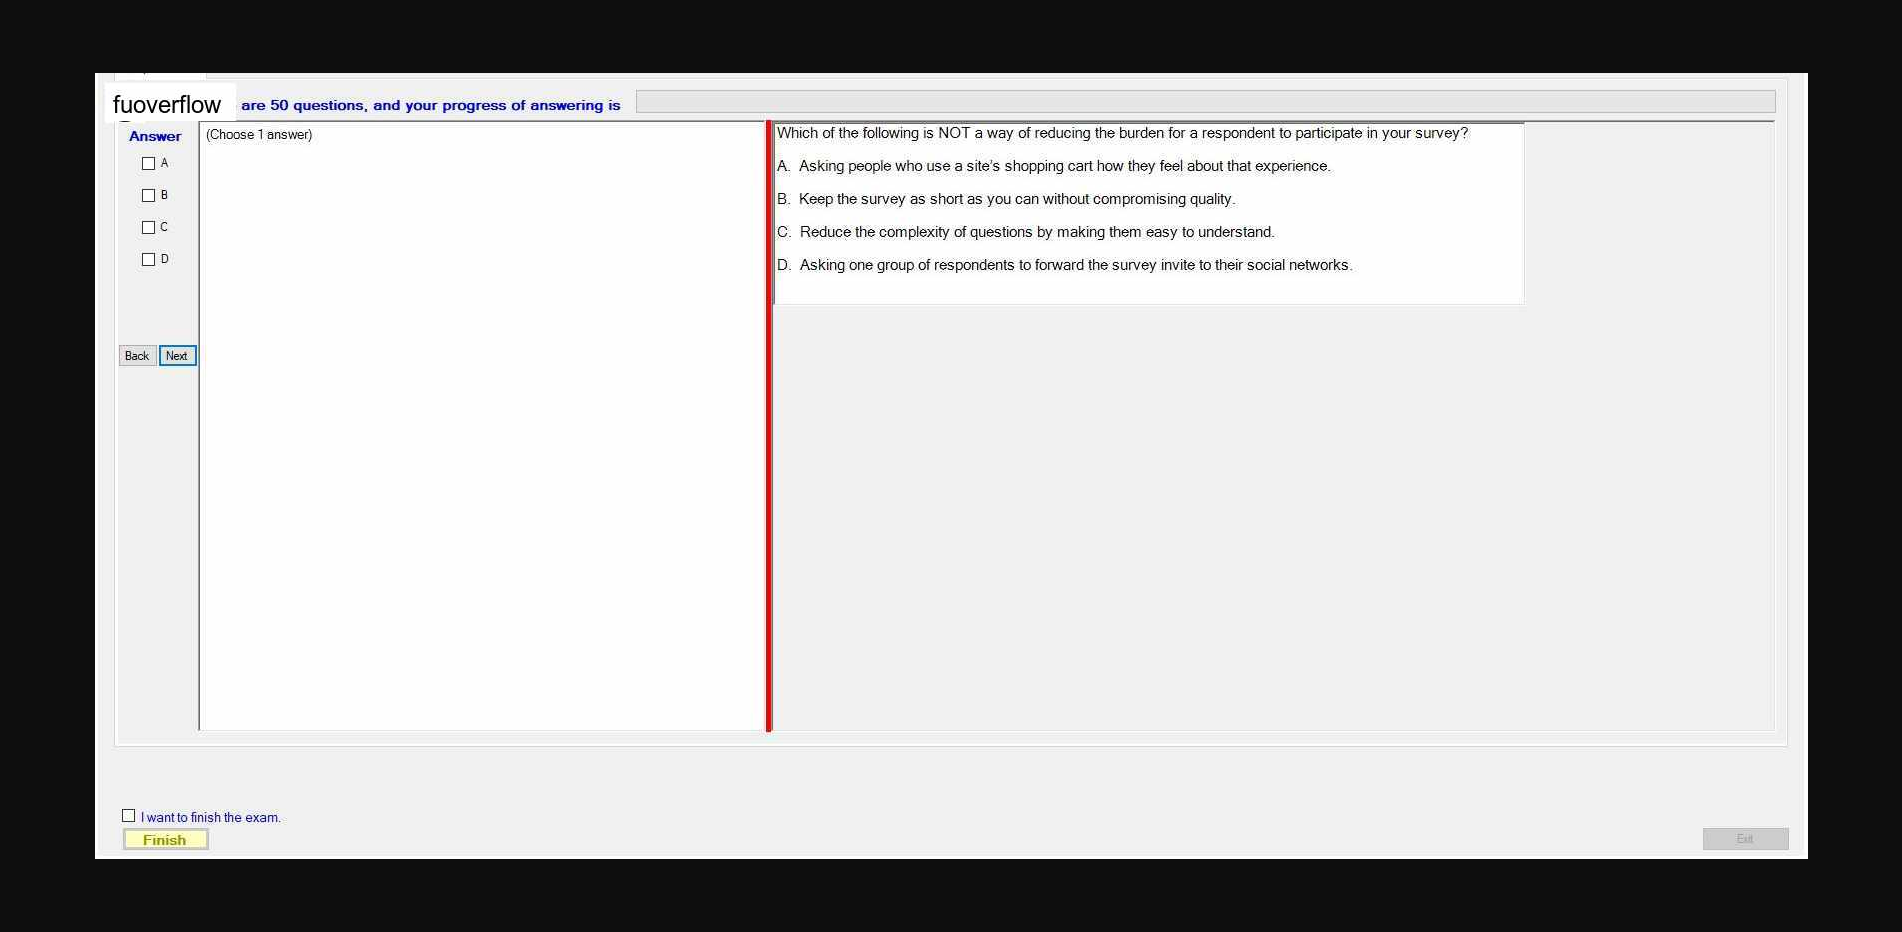 fuoverflow are 50 questions, and your progress of answering is
Answer
(Choose 1 answer)
A
B
C
D
Back Next
Which of the following is NOT a way of reducing the burden for a respondent to participate in your survey?
A. Asking people who use a site's shopping cart how they feel about that experience.
B. Keep the survey as short as you can without compromising quality.
C. Reduce the complexity of questions by making them easy to understand.
D. Asking one group of respondents to forward the survey invite to their social networks.
I want to finish the exam.
Finish
Exit